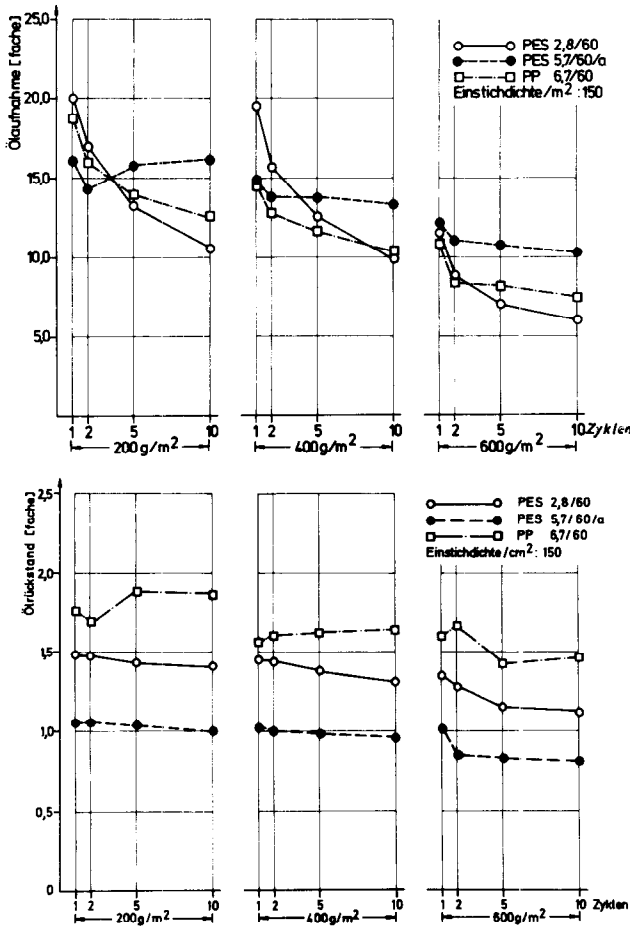 Ölaufnahme [fache]
25,0
20,0
15,0
10,0
5,0
PES 2,8/60
PES 5,7/60/a
PP 6,7/60
Einstichdichte/m²: 150
1 2 5 10
1 2 5 10
1 2 5 10 Zyklen
200g/m²
400g/m²
600g/m²
Ölrückstand [fache]
2,5
2,0
1,5
1,0
0,5
0
PES 2,8/60
PES 5,7/60/a
PP 6,7/60
Einstichdichte/cm²: 150
1 2 5 10
1 2 5 10
1 2 5 10 Zyklen
200g/m²
400g/m²
600g/m²